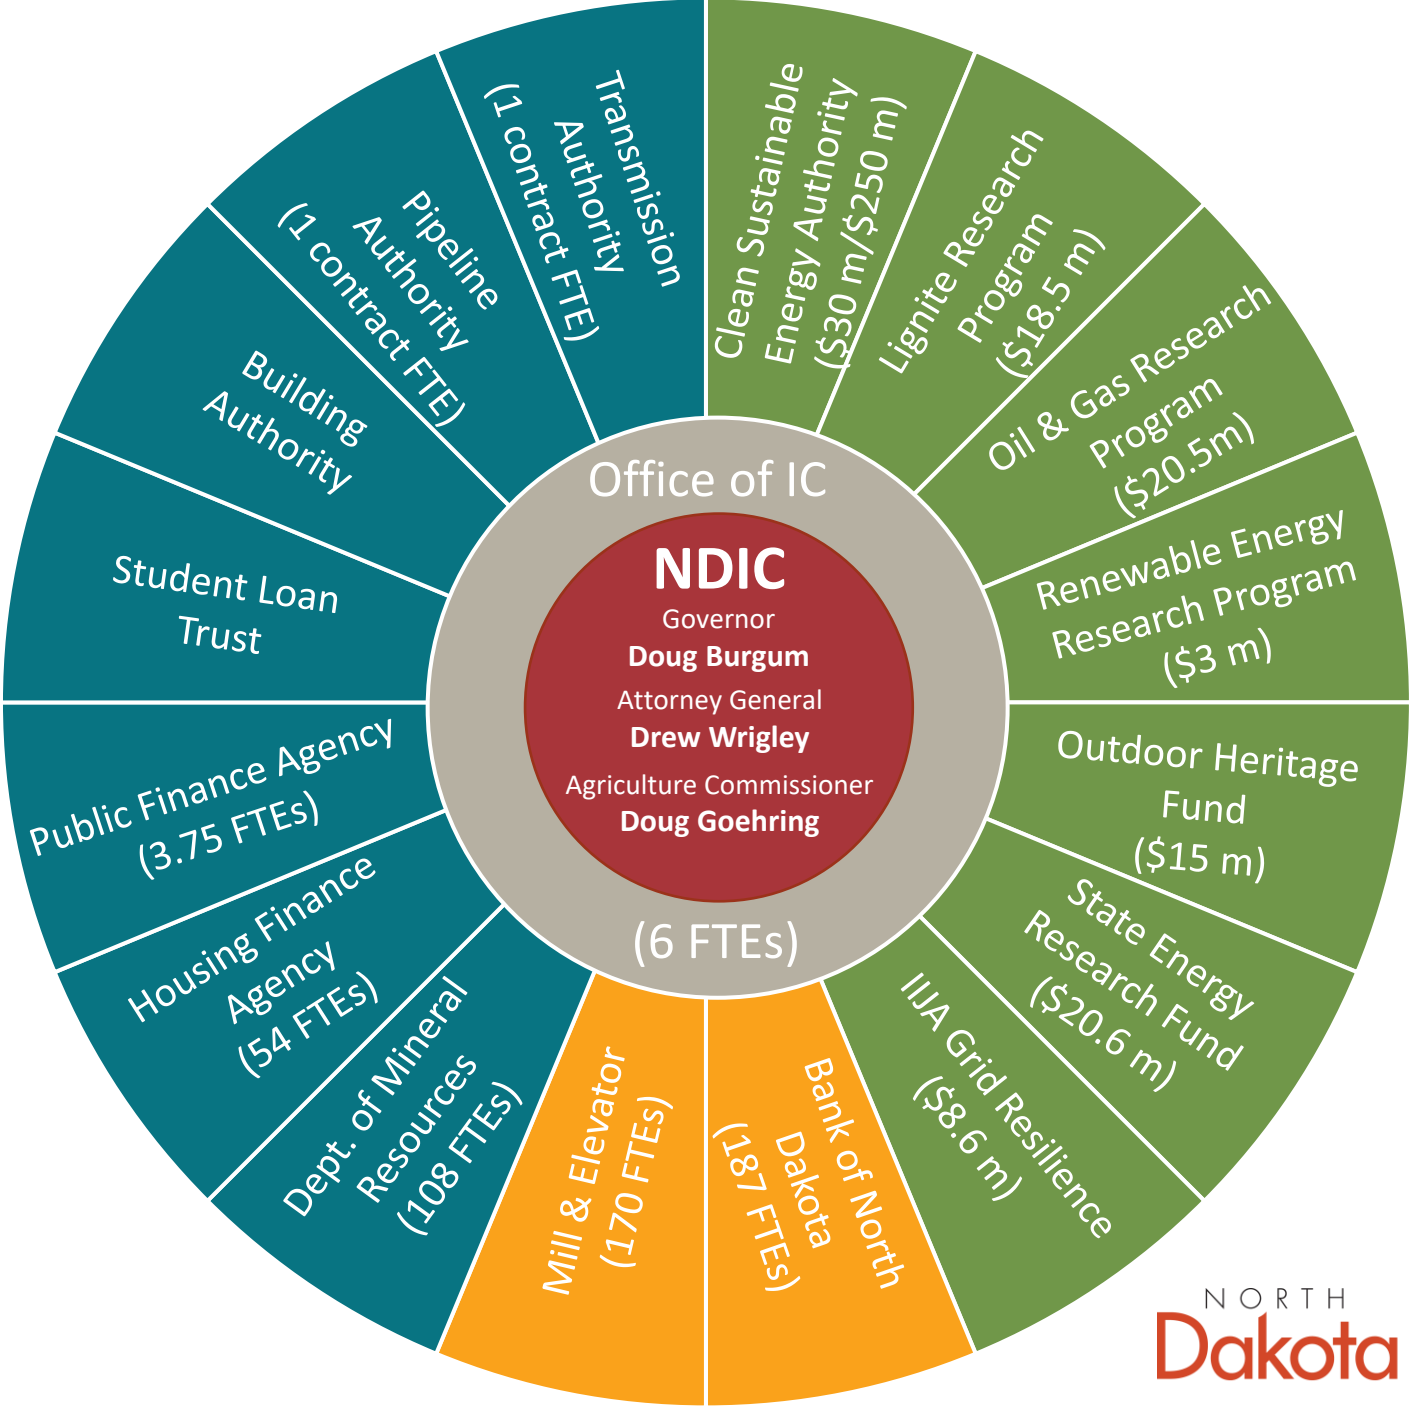 Clean Sustainable
Energy Authority
($30 m/$250 m)
Lignite Research
Program
($18.5 m)
Oil & Gas Research
Program
($20.5m)
Renewable Energy
Research Program
($3 m)
Outdoor Heritage
Fund
($15 m)
State Energy
Research Fund
($20.6 m)
IIJA Grid Resilience
($8.6 m)
Bank of North
Dakota
(187 FTEs)
Mill & Elevator
(170 FTEs)
Dept. of Mineral
Resources
(108 FTEs)
Housing Finance
Agency
(54 FTEs)
Public Finance Agency
(3.75 FTEs)
Student Loan
Trust
Building
Authority
Pipeline
Authority
(1 contract FTE)
Transmission
Authority
(1 contract FTE)
Office of IC
NDIC
Governor
Doug Burgum
Attorney General
Drew Wrigley
Agriculture Commissioner
Doug Goehring
(6 FTEs)
NORTH
Dakota